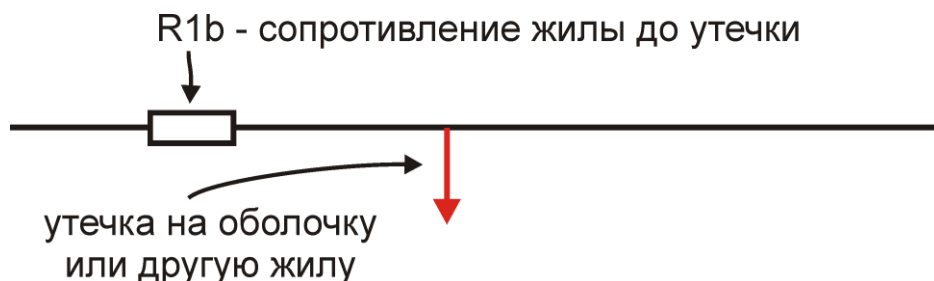 R1b - сопротивление жилы до утечки
утечка на оболочку
или другую жилу